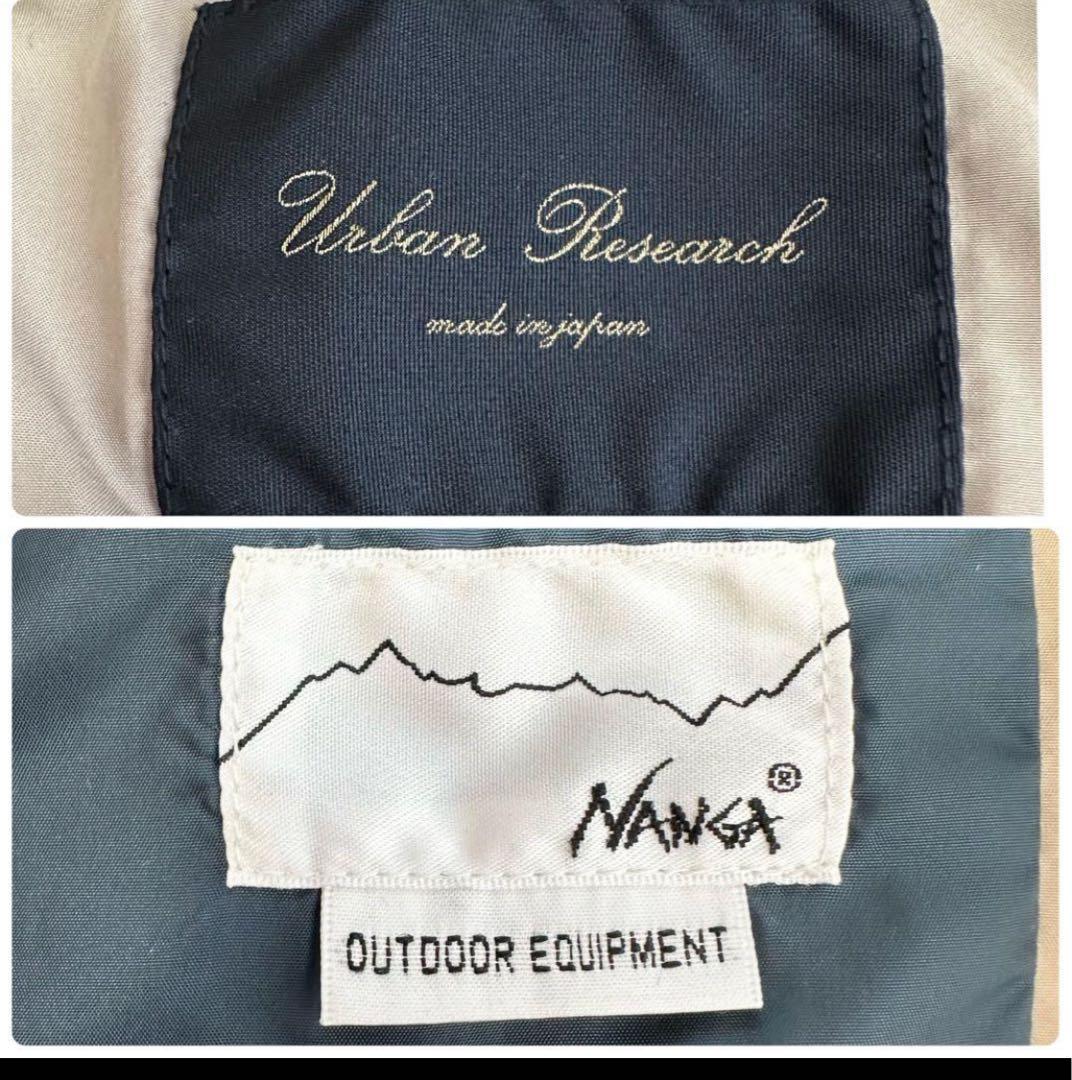 Urban Research
made in japan
NANGA®
OUTDOOR EQUIPMENT